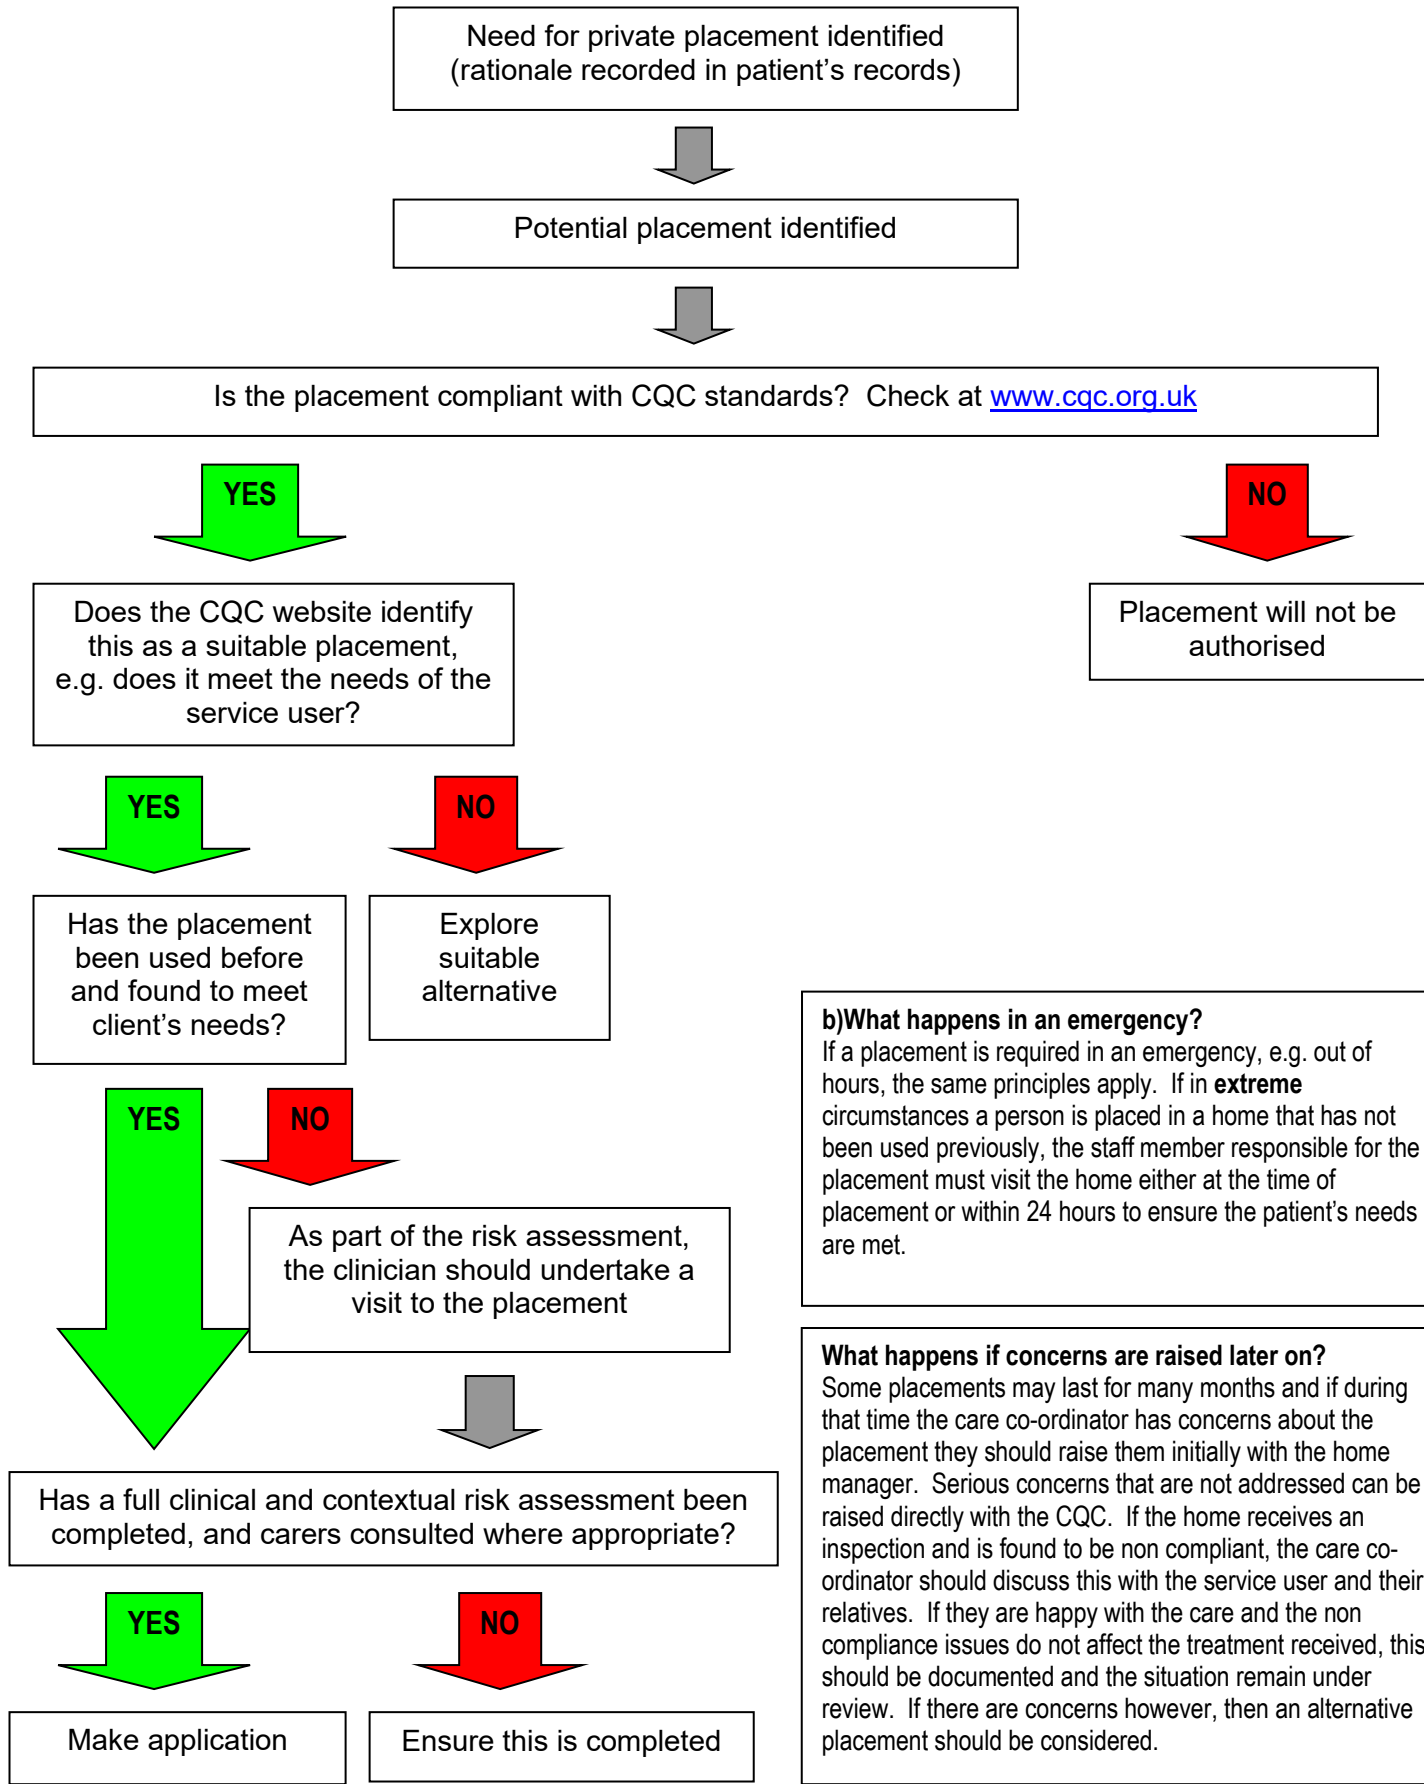 Need for private placement identified
(rationale recorded in patient’s records)
Potential placement identified
Is the placement compliant with CQC standards?  Check at www.cqc.org.uk
YES
NO
Does the CQC website identify
this as a suitable placement,
e.g. does it meet the needs of the
service user?
Placement will not be
authorised
YES
NO
Has the placement
been used before
and found to meet
client’s needs?
Explore
suitable
alternative
YES
NO
As part of the risk assessment,
the clinician should undertake a
visit to the placement
Has a full clinical and contextual risk assessment been
completed, and carers consulted where appropriate?
YES
NO
Make application
Ensure this is completed
b)What happens in an emergency?
If a placement is required in an emergency, e.g. out of
hours, the same principles apply.  If in extreme
circumstances a person is placed in a home that has not
been used previously, the staff member responsible for the
placement must visit the home either at the time of
placement or within 24 hours to ensure the patient’s needs
are met.
What happens if concerns are raised later on?
Some placements may last for many months and if during
that time the care co-ordinator has concerns about the
placement they should raise them initially with the home
manager.  Serious concerns that are not addressed can be
raised directly with the CQC.  If the home receives an
inspection and is found to be non compliant, the care co-
ordinator should discuss this with the service user and their
relatives.  If they are happy with the care and the non
compliance issues do not affect the treatment received, this
should be documented and the situation remain under
review.  If there are concerns however, then an alternative
placement should be considered.